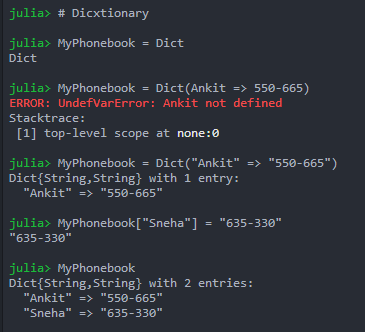 julia> # Dicxtionary
julia> MyPhonebook = Dict
Dict
julia> MyPhonebook = Dict(Ankit => 550-665)
ERROR: UndefVarError: Ankit not defined
Stacktrace:
 [1] top-level scope at none:0
julia> MyPhonebook = Dict("Ankit" => "550-665")
Dict{String,String} with 1 entry:
  "Ankit" => "550-665"
julia> MyPhonebook["Sneha"] = "635-330"
"635-330"
julia> MyPhonebook
Dict{String,String} with 2 entries:
  "Ankit" => "550-665"
  "Sneha" => "635-330"